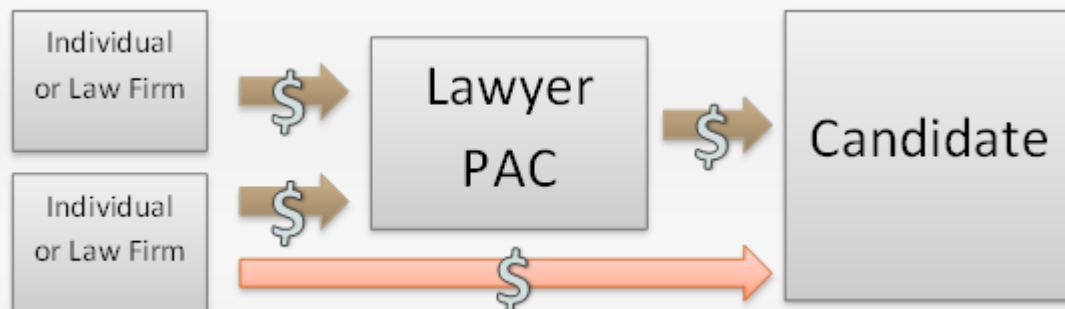 Individual
or Law Firm
$
Lawyer
PAC
$
Candidate
Individual
or Law Firm
$
$